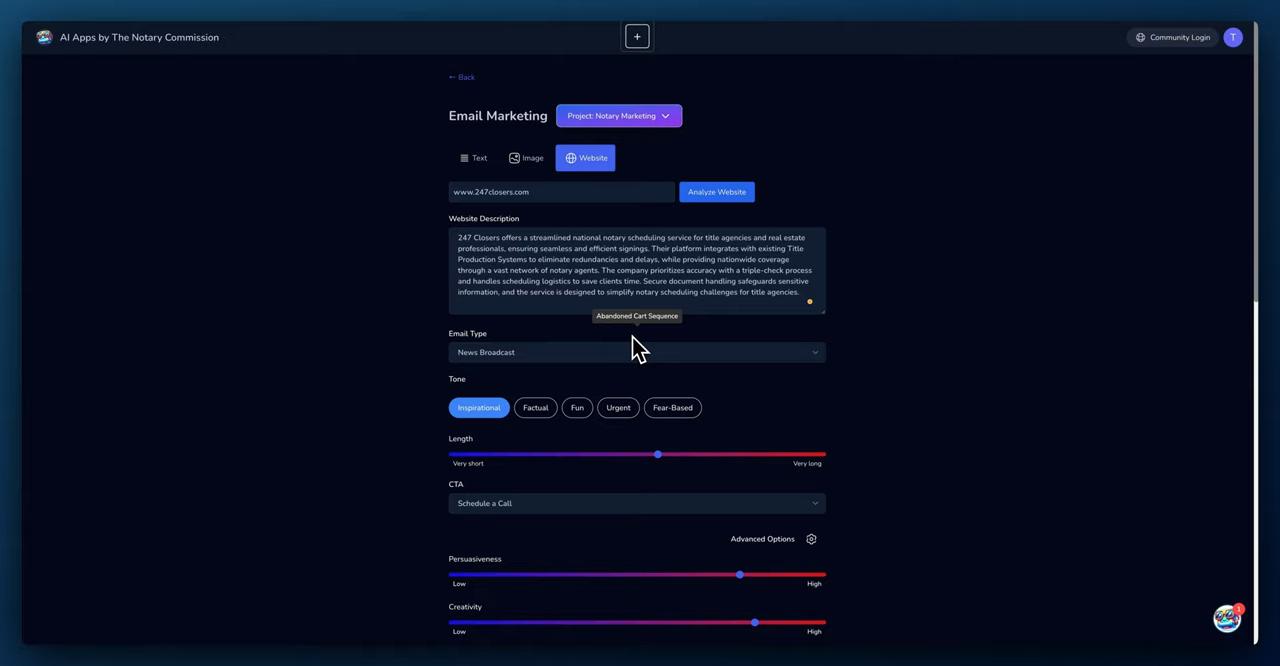 AI Apps by The Notary Commission
+
Community Login
T
← Back
Email Marketing
Project: Notary Marketing
Text
Image
Website
www.247closers.com
Analyze Website
Website Description
247 Closers offers a streamlined national notary scheduling service for title agencies and real estate
professionals, ensuring seamless and efficient signings. Their platform integrates with existing Title
Production Systems to eliminate redundancies and delays, while providing nationwide coverage
through a vast network of notary agents. The company prioritizes accuracy with a triple-check process
and handles scheduling logistics to save clients time. Secure document handling safeguards sensitive
information, and the service is designed to simplify notary scheduling challenges for title agencies.
Abandoned Cart Sequence
Email Type
News Broadcast
Tone
Inspirational
Factual
Fun
Urgent
Fear-Based
Length
Very short
Very long
CTA
Schedule a Call
Advanced Options
Persuasiveness
Low
High
Creativity
Low
High
1